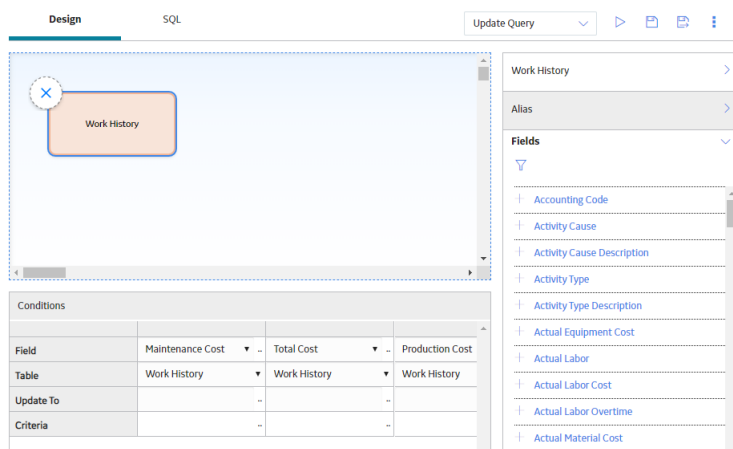 Design SQL Update Query
Work History
Work History
Alias
Fields
Accounting Code
Activity Cause
Activity Cause Description
Activity Type
Activity Type Description
Actual Equipment Cost
Actual Labor
Actual Labor Cost
Actual Labor Overtime
Actual Material Cost
Conditions
Field Maintenance Cost .. Total Cost .. Production Cost
Table Work History Work History Work History
Update To .. ..
Criteria .. ..